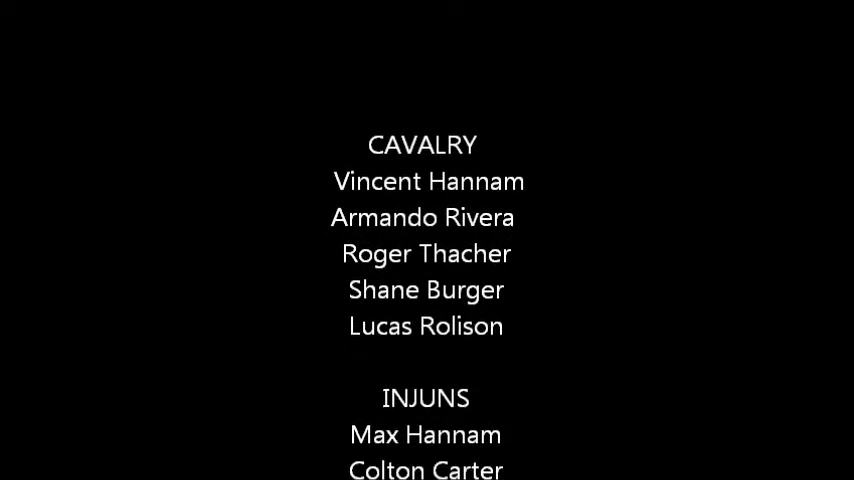 CAVALRY
Vincent Hannam
Armando Rivera
Roger Thacher
Shane Burger
Lucas Rolison
INJUNS
Max Hannam
Colton Carter